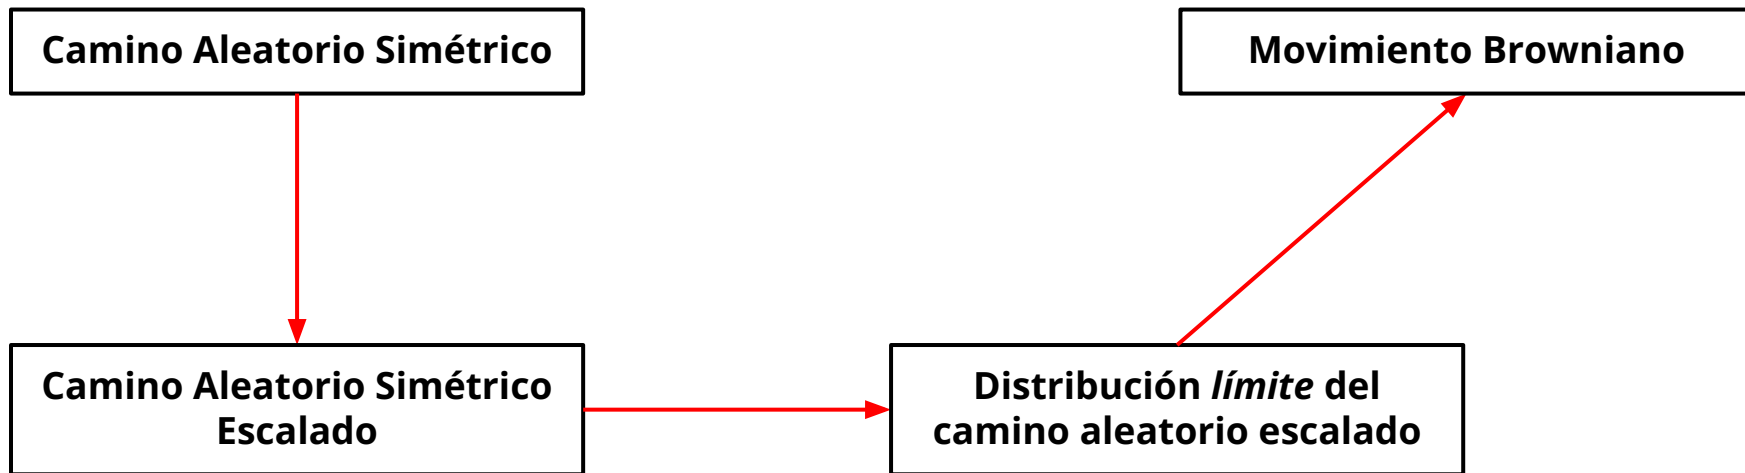 Camino Aleatorio Simétrico
Movimiento Browniano
Camino Aleatorio Simétrico
Escalado
Distribución límite del
camino aleatorio escalado